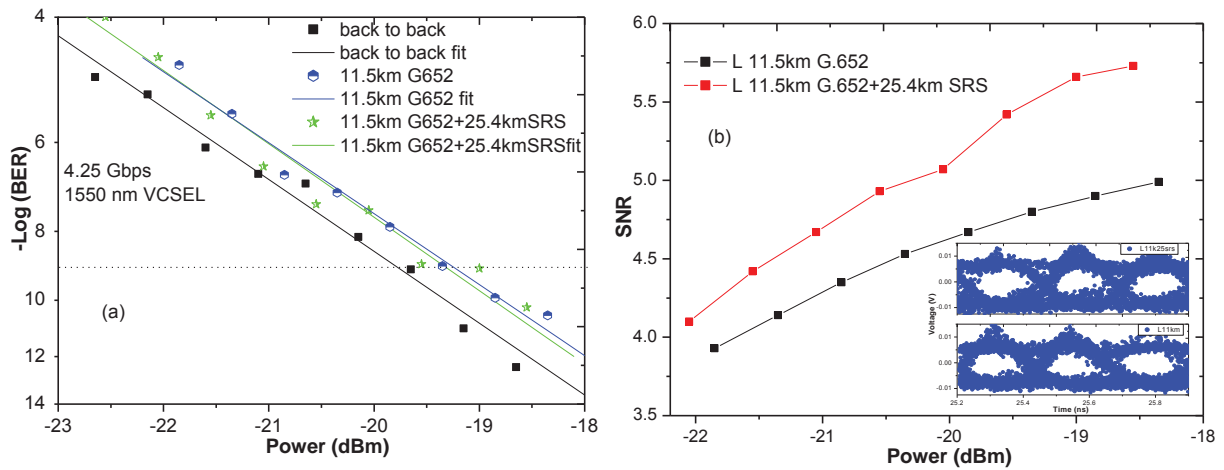 4
6
8
10
12
14
-Log (BER)
-23
-22
-21
-20
-19
-18
Power (dBm)
back to back
back to back fit
11.5km G652
11.5km G652 fit
11.5km G652+25.4kmSRS
11.5km G652+25.4kmSRSfit
4.25 Gbps
1550 nm VCSEL
(a)
6.0
5.5
5.0
4.5
4.0
3.5
SNR
-22
-21
-20
-19
-18
Power (dBm)
L 11.5km G.652
L 11.5km G.652+25.4km SRS
(b)
L11k25srs
0.01
0.00
-0.01
Voltage (V)
L11km
0.01
0.00
-0.01
25.2
25.4
25.6
25.8
Time (ns)